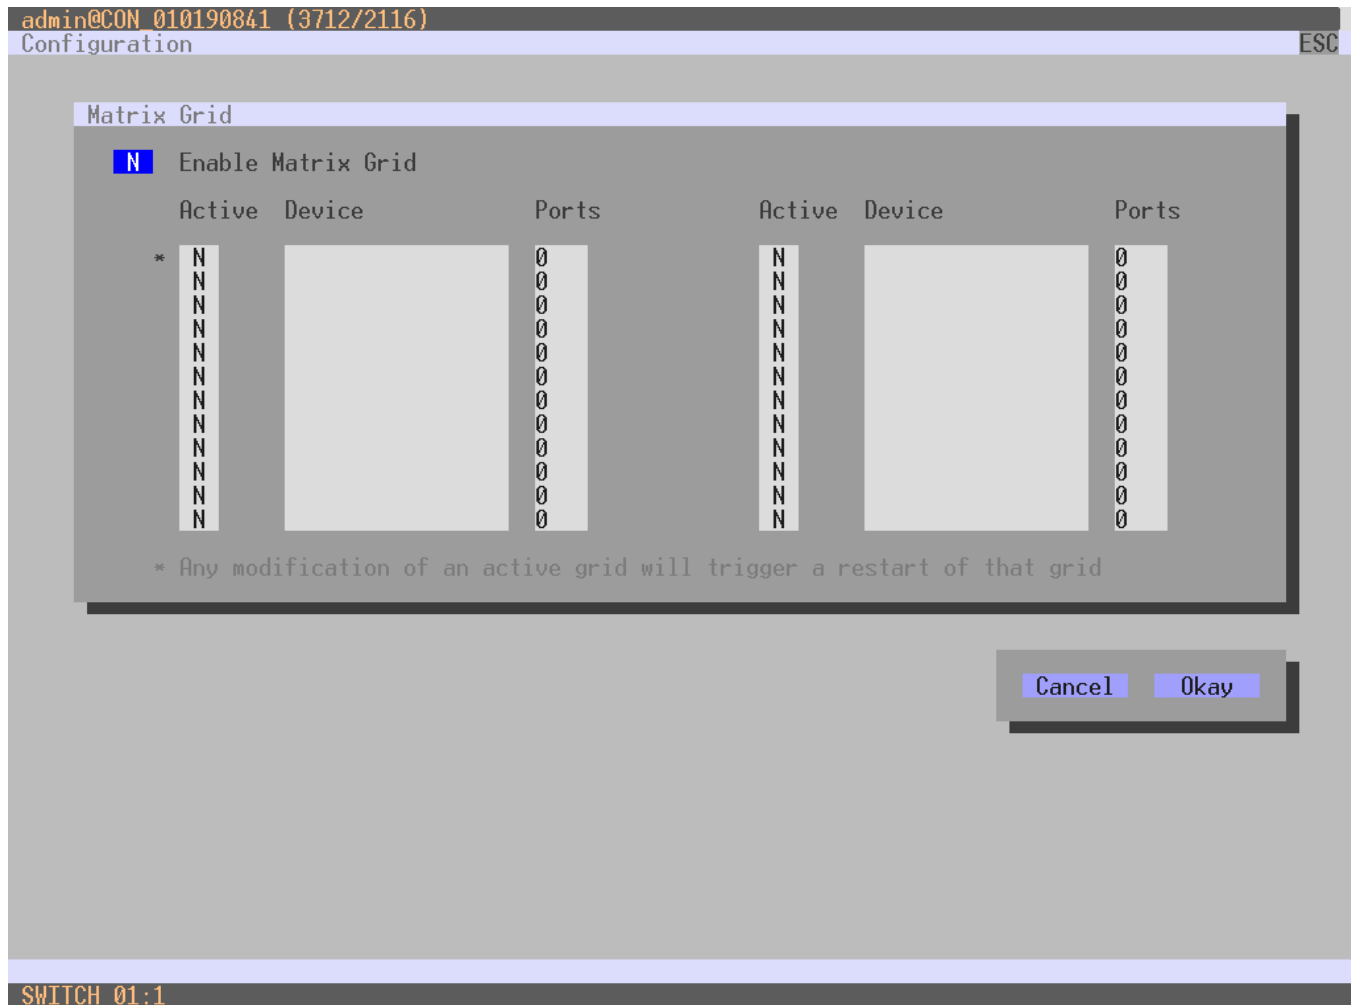 admin@CON_010190841 (3712/2116)
Configuration ESC
Matrix Grid
N Enable Matrix Grid
Active Device Ports Active Device Ports
* N 0 N 0
N 0 N 0
N 0 N 0
N 0 N 0
N 0 N 0
N 0 N 0
N 0 N 0
N 0 N 0
N 0 N 0
N 0 N 0
N 0 N 0
N 0 N 0
* Any modification of an active grid will trigger a restart of that grid
Cancel Okay
SWITCH 01:1